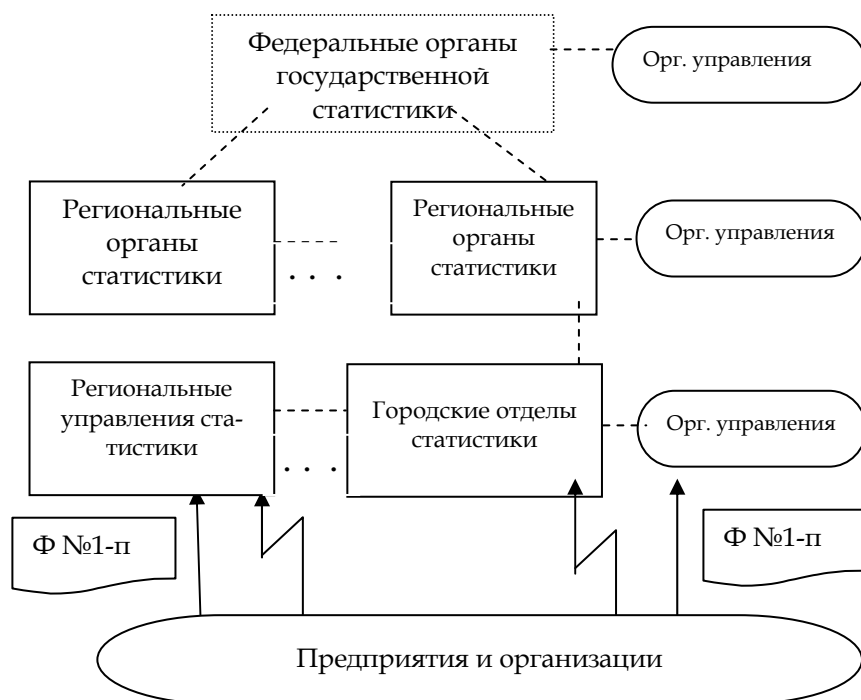 Федеральные органы
государственной
статистики
Орг. управления
Региональные
органы
статистики
. . .
Региональные
органы
статистики
Орг. управления
Региональные
управления ста-
тистики
. . .
Городские отделы
статистики
Орг. управления
Ф №1-п
Ф №1-п
Предприятия и организации